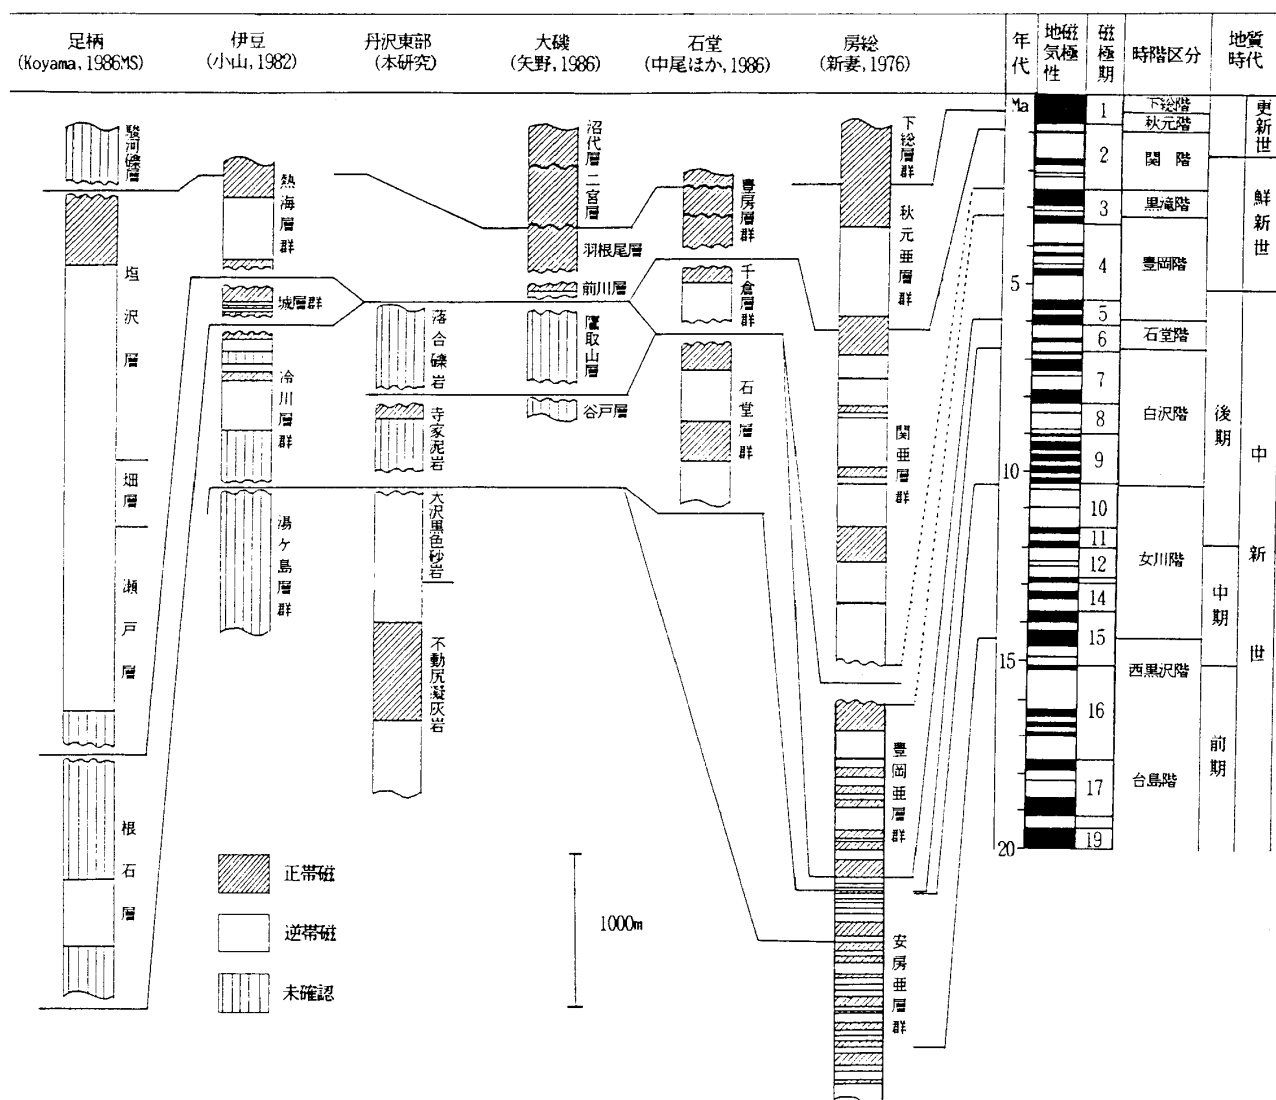 足柄
(Koyama,1986MS)
伊豆
(小山,1982)
丹沢東部
(本研究)
大磯
(矢野,1986)
石堂
(中尾ほか,1986)
房総
(新妻,1976)
年代
地磁気極性
磁極期
時階区分
地質時代
駿河礫層
塩沢層
畑層
瀬戸層
根石層
熱海層群
城層群
冷川層群
湯ケ島層群
落合礫岩
寺家泥岩
大沢黒色砂岩
不動尻凝灰岩
沼代層
二宮層
羽根尾層
前川層
鷹取山層
谷戸層
豊房層群
千倉層群
石堂層群
下総層群
秋元亜層群
関亜層群
豊岡亜層群
安房亜層群
Ma
5
10
15
20
1
2
3
4
5
6
7
8
9
10
11
12
14
15
16
17
19
下総階
秋元階
関階
黒滝階
豊岡階
石堂階
白沢階
女川階
西黒沢階
台島階
後期
中期
前期
更新世
鮮新世
中新世
正帯磁
逆帯磁
未確認
1000m